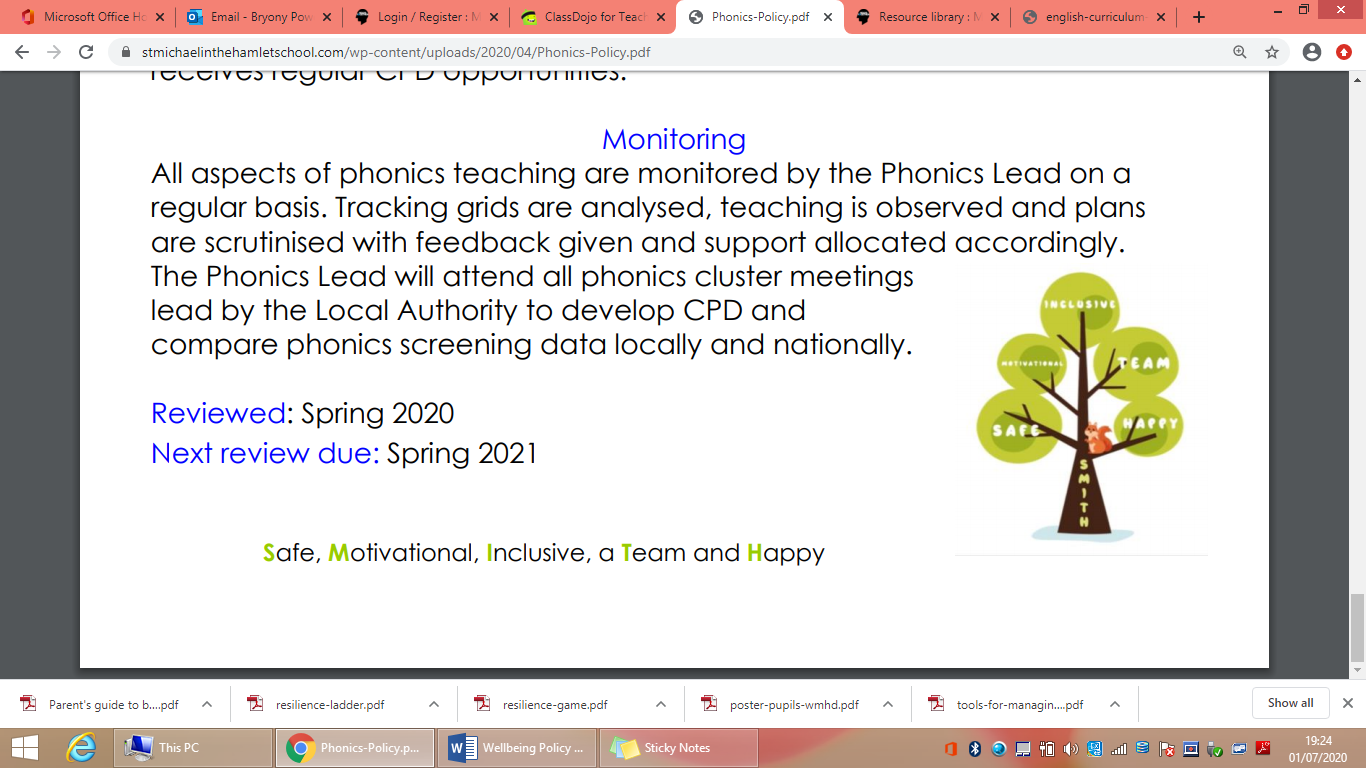 Microsoft Office Ho
Email - Bryony Pow
Login / Register : M
ClassDojo for Teach
Phonics-Policy.pdf
Resource library : M
english-curriculum
stmichaelinthehamletschool.com/wp-content/uploads/2020/04/Phonics-Policy.pdf
receives regular CPD opportunities.
Monitoring
All aspects of phonics teaching are monitored by the Phonics Lead on a
regular basis. Tracking grids are analysed, teaching is observed and plans
are scrutinised with feedback given and support allocated accordingly.
The Phonics Lead will attend all phonics cluster meetings
lead by the Local Authority to develop CPD and
compare phonics screening data locally and nationally.
INCLUSIVE
MOTIVATIONAL
TEAM
SAFE
HAPPY
SMITH
Reviewed: Spring 2020
Next review due: Spring 2021
Safe, Motivational, Inclusive, a Team and Happy
Parent's guide to b....pdf
resilience-ladder.pdf
resilience-game.pdf
poster-pupils-wmhd.pdf
tools-for-managin....pdf
Show all
This PC
Phonics-Policy.p...
Wellbeing Policy ...
Sticky Notes
19:24
01/07/2020